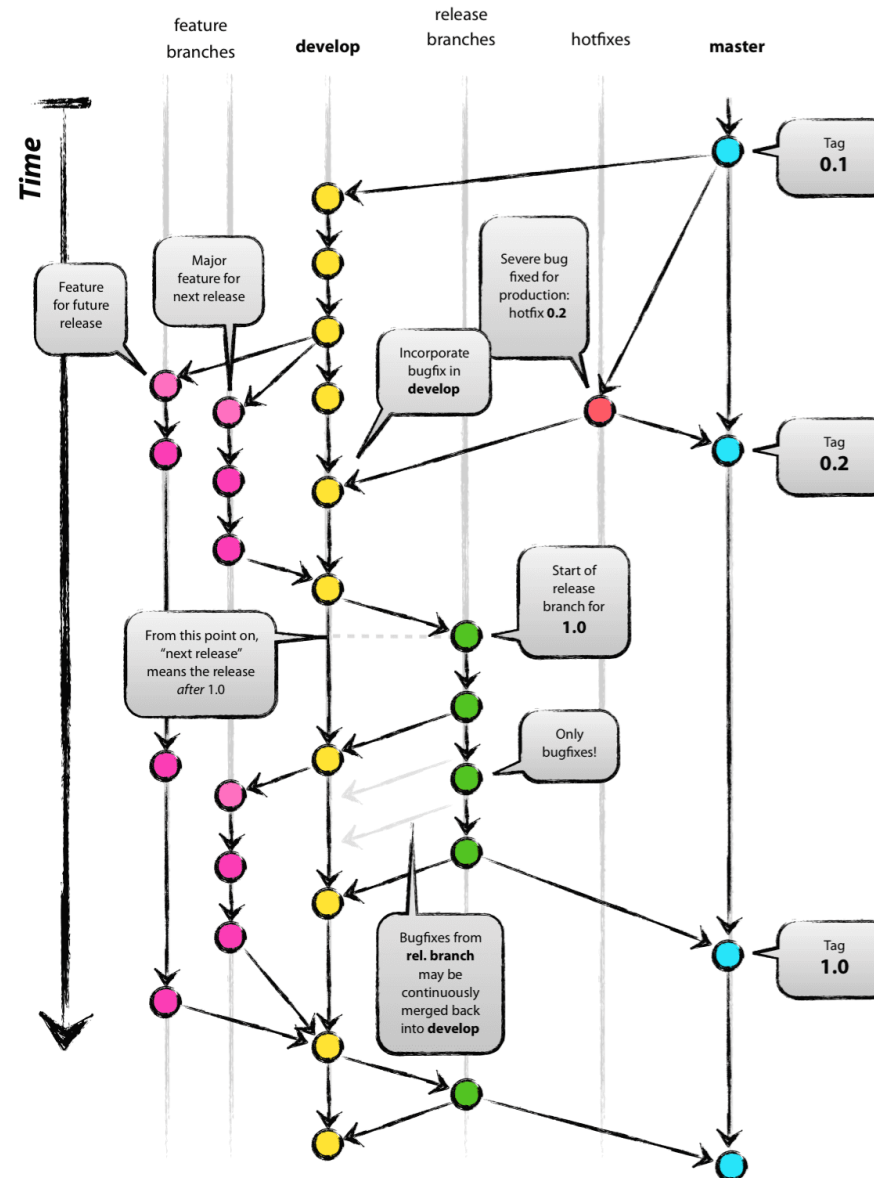 feature
branches
develop
release
branches
hotfixes
master
Time
Tag
0.1
Feature
for future
release
Major
feature for
next release
Severe bug
fixed for
production:
hotfix 0.2
Incorporate
bugfix in
develop
Tag
0.2
Start of
release
branch for
1.0
From this point on,
“next release”
means the release
after 1.0
Only
bugfixes!
Bugfixes from
rel. branch
may be
continuously
merged back
into develop
Tag
1.0